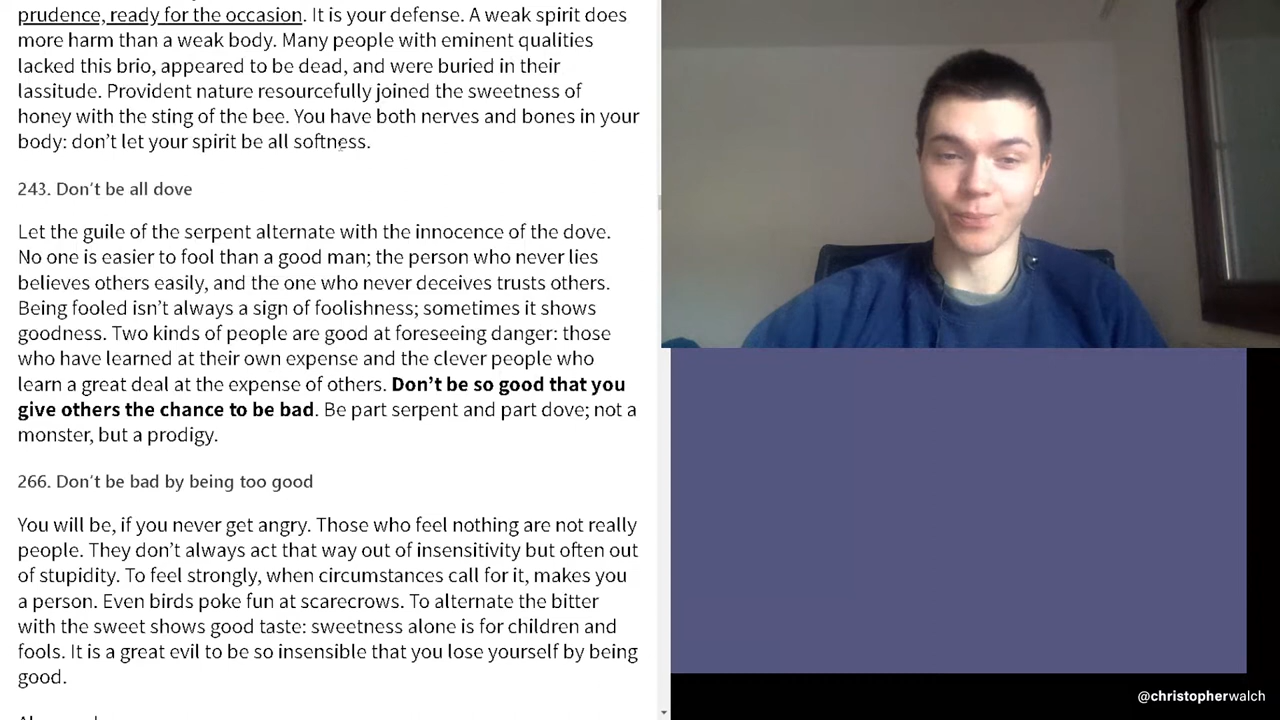 prudence, ready for the occasion. It is your defense. A weak spirit does
more harm than a weak body. Many people with eminent qualities
lacked this brio, appeared to be dead, and were buried in their
lassitude. Provident nature resourcefully joined the sweetness of
honey with the sting of the bee. You have both nerves and bones in your
body: don’t let your spirit be all softness.
243. Don’t be all dove
Let the guile of the serpent alternate with the innocence of the dove.
No one is easier to fool than a good man; the person who never lies
believes others easily, and the one who never deceives trusts others.
Being fooled isn’t always a sign of foolishness; sometimes it shows
goodness. Two kinds of people are good at foreseeing danger: those
who have learned at their own expense and the clever people who
learn a great deal at the expense of others. Don’t be so good that you
give others the chance to be bad. Be part serpent and part dove; not a
monster, but a prodigy.
266. Don’t be bad by being too good
You will be, if you never get angry. Those who feel nothing are not really
people. They don’t always act that way out of insensitivity but often out
of stupidity. To feel strongly, when circumstances call for it, makes you
a person. Even birds poke fun at scarecrows. To alternate the bitter
with the sweet shows good taste: sweetness alone is for children and
fools. It is a great evil to be so insensible that you lose yourself by being
good.
@christopherwalch